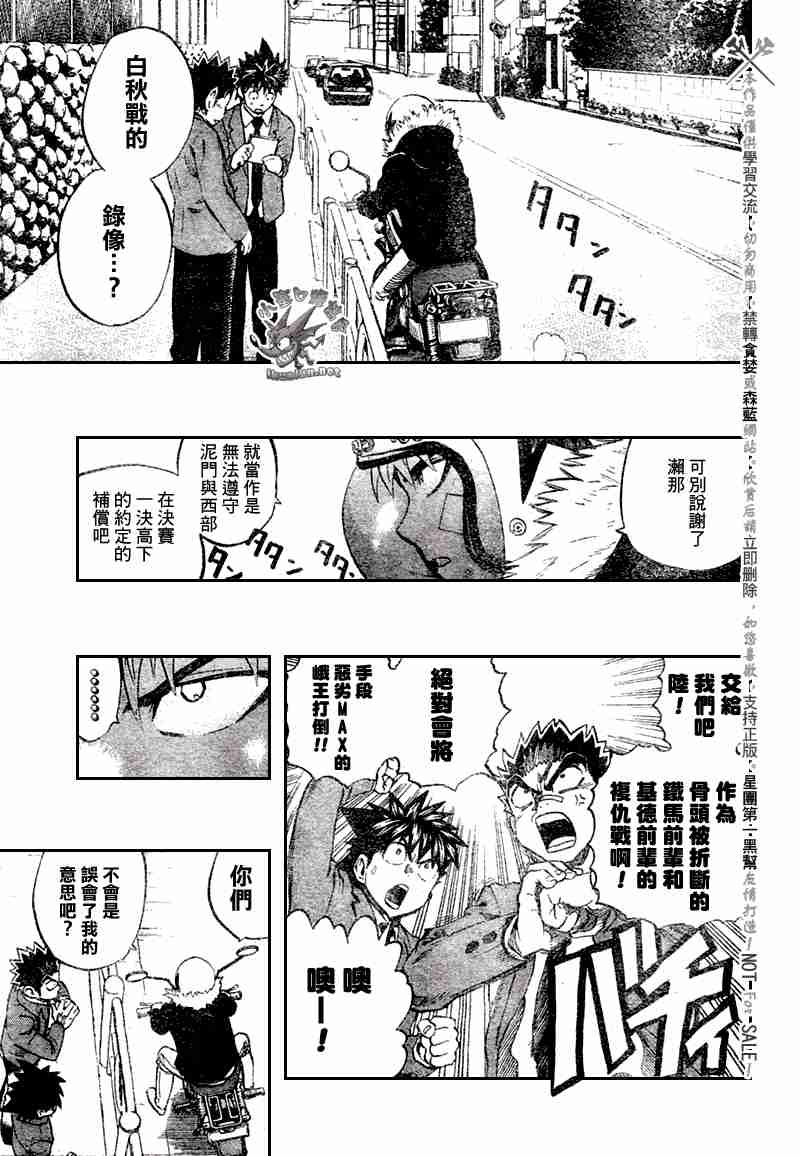 白秋戰的
錄像…?
タタン
タタン
可別說謝了
瀨那
就當作是
無法遵守
泥門與西部
在決賽
一決高下
的約定的
補償吧
タタン
交給
我們吧
陸!
作為
骨頭被折斷的
鐵馬前輩和
基德前輩的
複仇戰啊!
絕對會將
手段
惡劣MAX的
峨王打倒!!
噢
噢—!
バチィ
……
你們
不會是
誤會了我的
意思吧?
本作品僅供學習交流!切勿商用!禁轉貪婪或森藍網站。欣賞后請立即刪除,如您喜歡!支持正版。星團第一黑幫友情打造!NOT For SALE!